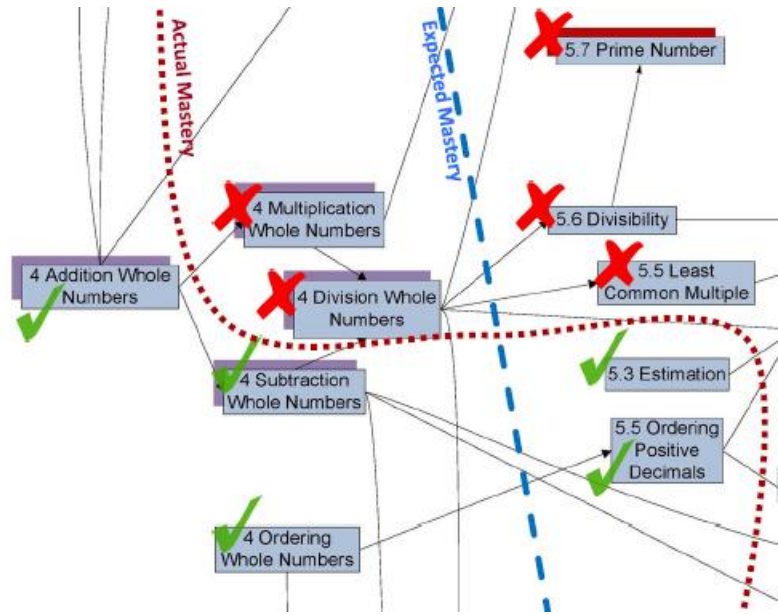 Actual Mastery
Expected Mastery
5.7 Prime Number
4 Multiplication
Whole Numbers
5.6 Divisibility
4 Addition Whole
Numbers
4 Division Whole
Numbers
5.5 Least
Common Multiple
4 Subtraction
Whole Numbers
5.3 Estimation
5.5 Ordering
Positive
Decimals
4 Ordering
Whole Numbers